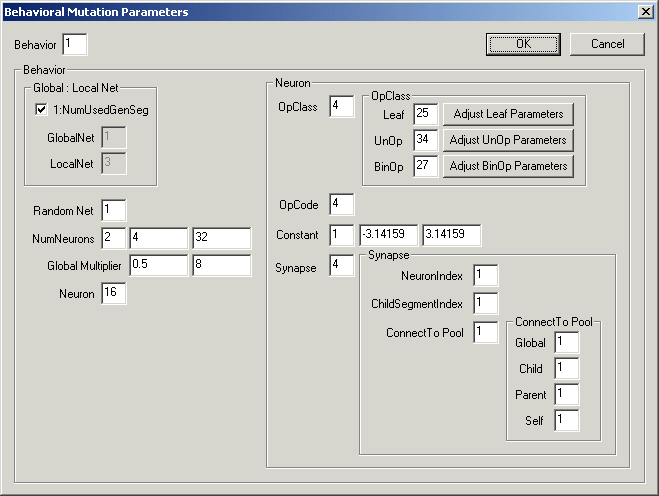 Behavioral Mutation Parameters
Behavior 1
OK
Cancel
Behavior
Global : Local Net
1:NumUsedGenSeg
GlobalNet 1
LocalNet 3
Random Net 1
NumNeurons 2 4 32
Global Multiplier 0.5 8
Neuron 16
Neuron
OpClass 4
OpClass
Leaf 25 Adjust Leaf Parameters
UnOp 34 Adjust UnOp Parameters
BinOp 27 Adjust BinOp Parameters
OpCode 4
Constant 1 -3.14159 3.14159
Synapse 4
Synapse
NeuronIndex 1
ChildSegmentIndex 1
ConnectTo Pool 1
ConnectTo Pool
Global 1
Child 1
Parent 1
Self 1